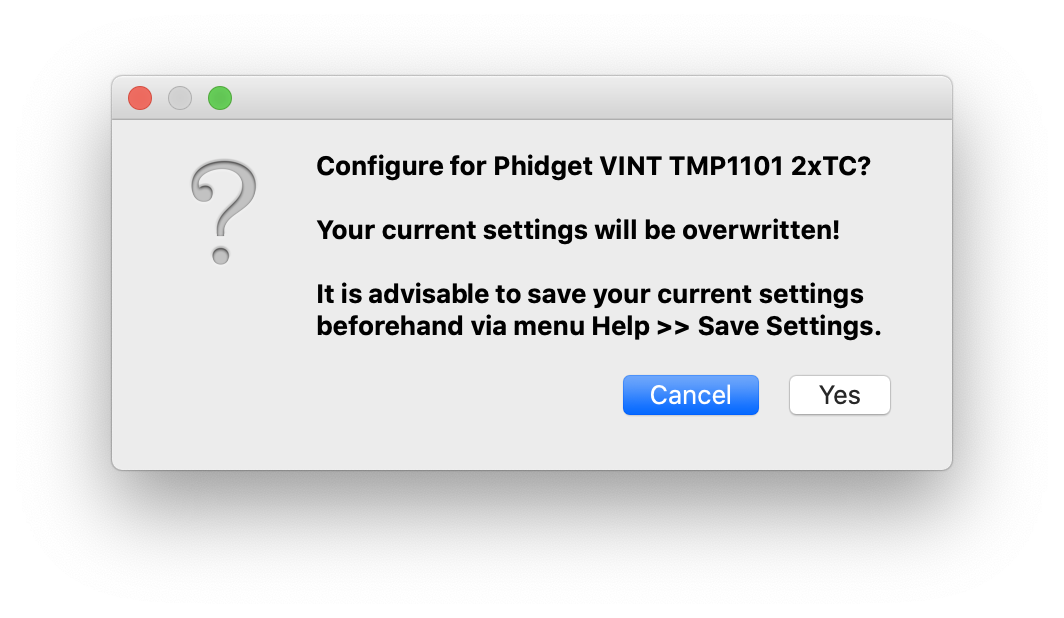 Configure for Phidget VINT TMP1101 2xTC?
Your current settings will be overwritten!
It is advisable to save your current settings
beforehand via menu Help >> Save Settings.
Cancel Yes